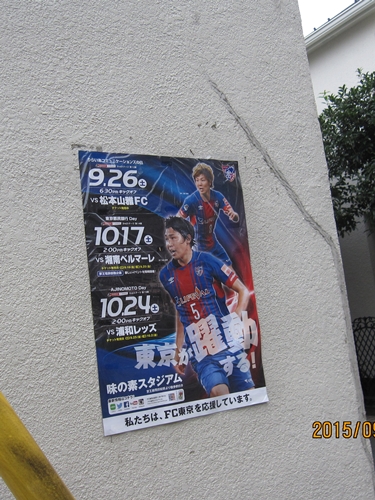 9.26 土
6:30PM キックオフ
VS 松本山雅FC
10.17 土
2:00PM キックオフ
VS 湘南ベルマーレ
AJINOMOTO Day
10.24 土
2:00PM キックオフ
VS 浦和レッズ
5
東京が躍動
する!
味の素スタジアム
私たちは、FC東京を応援しています。
2015/09